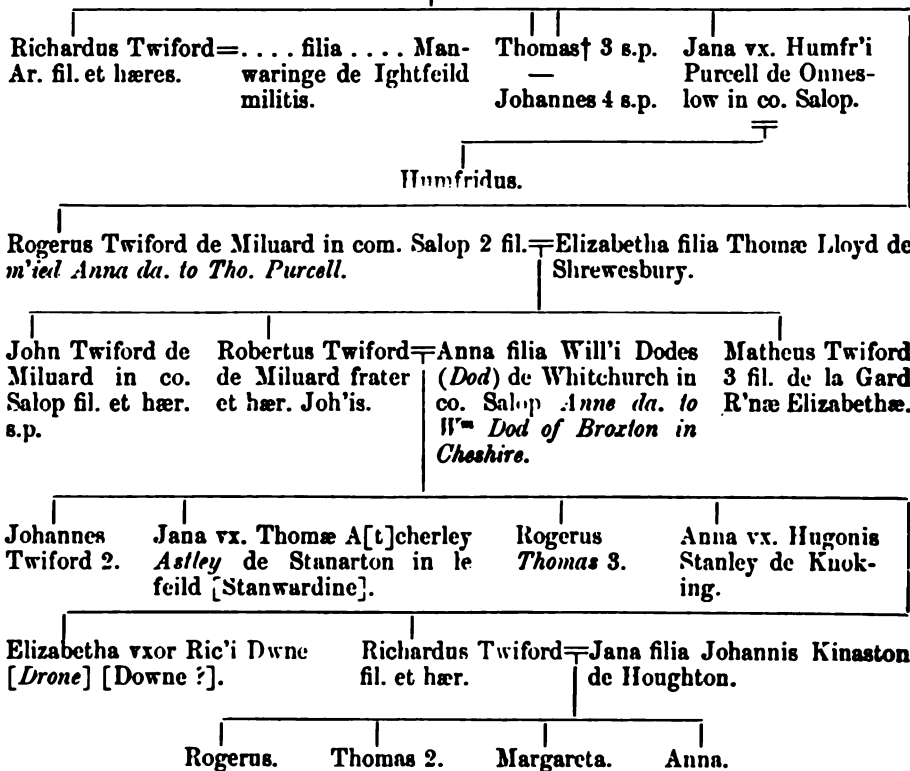 Richardus Twiford= .... filia .... Man-
Ar. fil. et hæres. waringe de Ightfeild
militis.
Thomas† 3 s.p.
—
Johannes 4 s.p.
Jana vx. Humfr'i
Purcell de Onnes-
low in co. Salop.
Humfridus.
Rogerus Twiford de Miluard in com. Salop 2 fil.=Elizabetha filia Thomæ Lloyd de
m'ied Anna da. to Tho. Purcell. Shrewsbury.
John Twiford de
Miluard in co.
Salop fil. et hær.
s.p.
Robertus Twiford=
de Miluard frater
et hær. Joh'is.
Anna filia Will'i Dodes
(Dod) de Whitchurch in
co. Salop Anne da. to
Wm Dod of Broxton in
Cheshire.
Matheus Twiford
3 fil. de la Gard
R'næ Elizabethæ.
Johannes
Twiford 2.
Jana vx. Thomæ A[t]cherley
Astley de Stanarton in le
feild [Stanwardine].
Rogerus
Thomas 3.
Anna vx. Hugonis
Stanley de Knok-
ing.
Elizabetha vxor Ric'i Dwne
[Drone] [Downe ?].
Richardus Twiford=Jana filia Johannis Kinaston
fil. et hær. de Houghton.
Rogerus. Thomas 2. Margareta. Anna.